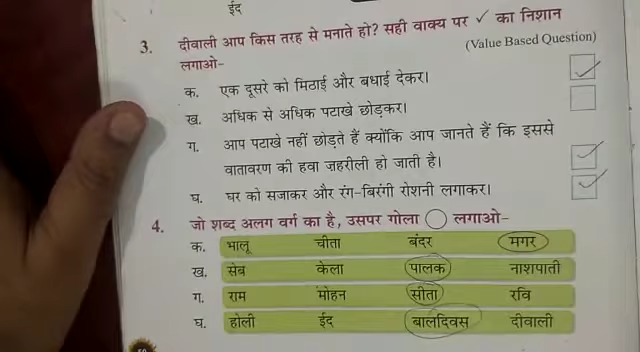 ईद
3. दीवाली आप किस तरह से मनाते हो? सही वाक्य पर ✓ का निशान
लगाओ- (Value Based Question)
क. एक दूसरे को मिठाई और बधाई देकर।
ख. अधिक से अधिक पटाखे छोड़कर।
ग. आप पटाखे नहीं छोड़ते हैं क्योंकि आप जानते हैं कि इससे
वातावरण की हवा ज़हरीली हो जाती है।
घ. घर को सजाकर और रंग-बिरंगी रोशनी लगाकर।
4. जो शब्द अलग वर्ग का है, उसपर गोला ◯ लगाओ-
क. भालू चीता बंदर मगर
ख. सेब केला पालक नाशपाती
ग. राम मोहन सीता रवि
घ. होली ईद बालदिवस दीवाली